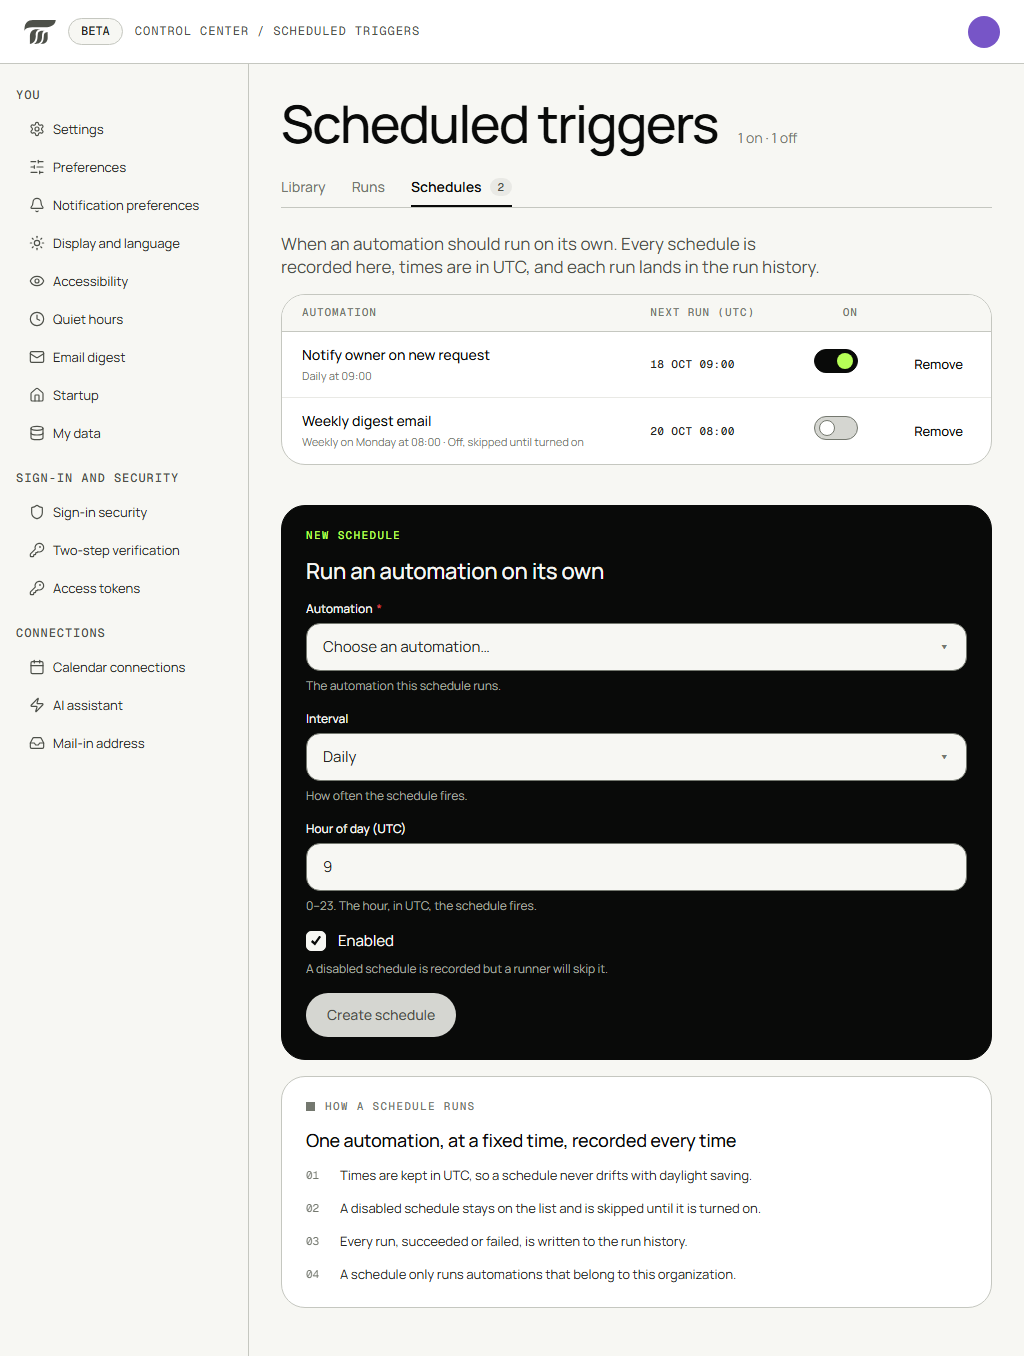 BETA
CONTROL CENTER / SCHEDULED TRIGGERS
YOU
Settings
Preferences
Notification preferences
Display and language
Accessibility
Quiet hours
Email digest
Startup
My data
SIGN-IN AND SECURITY
Sign-in security
Two-step verification
Access tokens
CONNECTIONS
Calendar connections
AI assistant
Mail-in address
Scheduled triggers
1 on · 1 off
Library Runs Schedules 2
When an automation should run on its own. Every schedule is
recorded here, times are in UTC, and each run lands in the run history.
AUTOMATION NEXT RUN (UTC) ON
Notify owner on new request
Daily at 09:00
18 OCT 09:00
Remove
Weekly digest email
Weekly on Monday at 08:00 · Off, skipped until turned on
20 OCT 08:00
Remove
NEW SCHEDULE
Run an automation on its own
Automation *
Choose an automation...
The automation this schedule runs.
Interval
Daily
How often the schedule fires.
Hour of day (UTC)
9
0–23. The hour, in UTC, the schedule fires.
Enabled
A disabled schedule is recorded but a runner will skip it.
Create schedule
HOW A SCHEDULE RUNS
One automation, at a fixed time, recorded every time
01 Times are kept in UTC, so a schedule never drifts with daylight saving.
02 A disabled schedule stays on the list and is skipped until it is turned on.
03 Every run, succeeded or failed, is written to the run history.
04 A schedule only runs automations that belong to this organization.